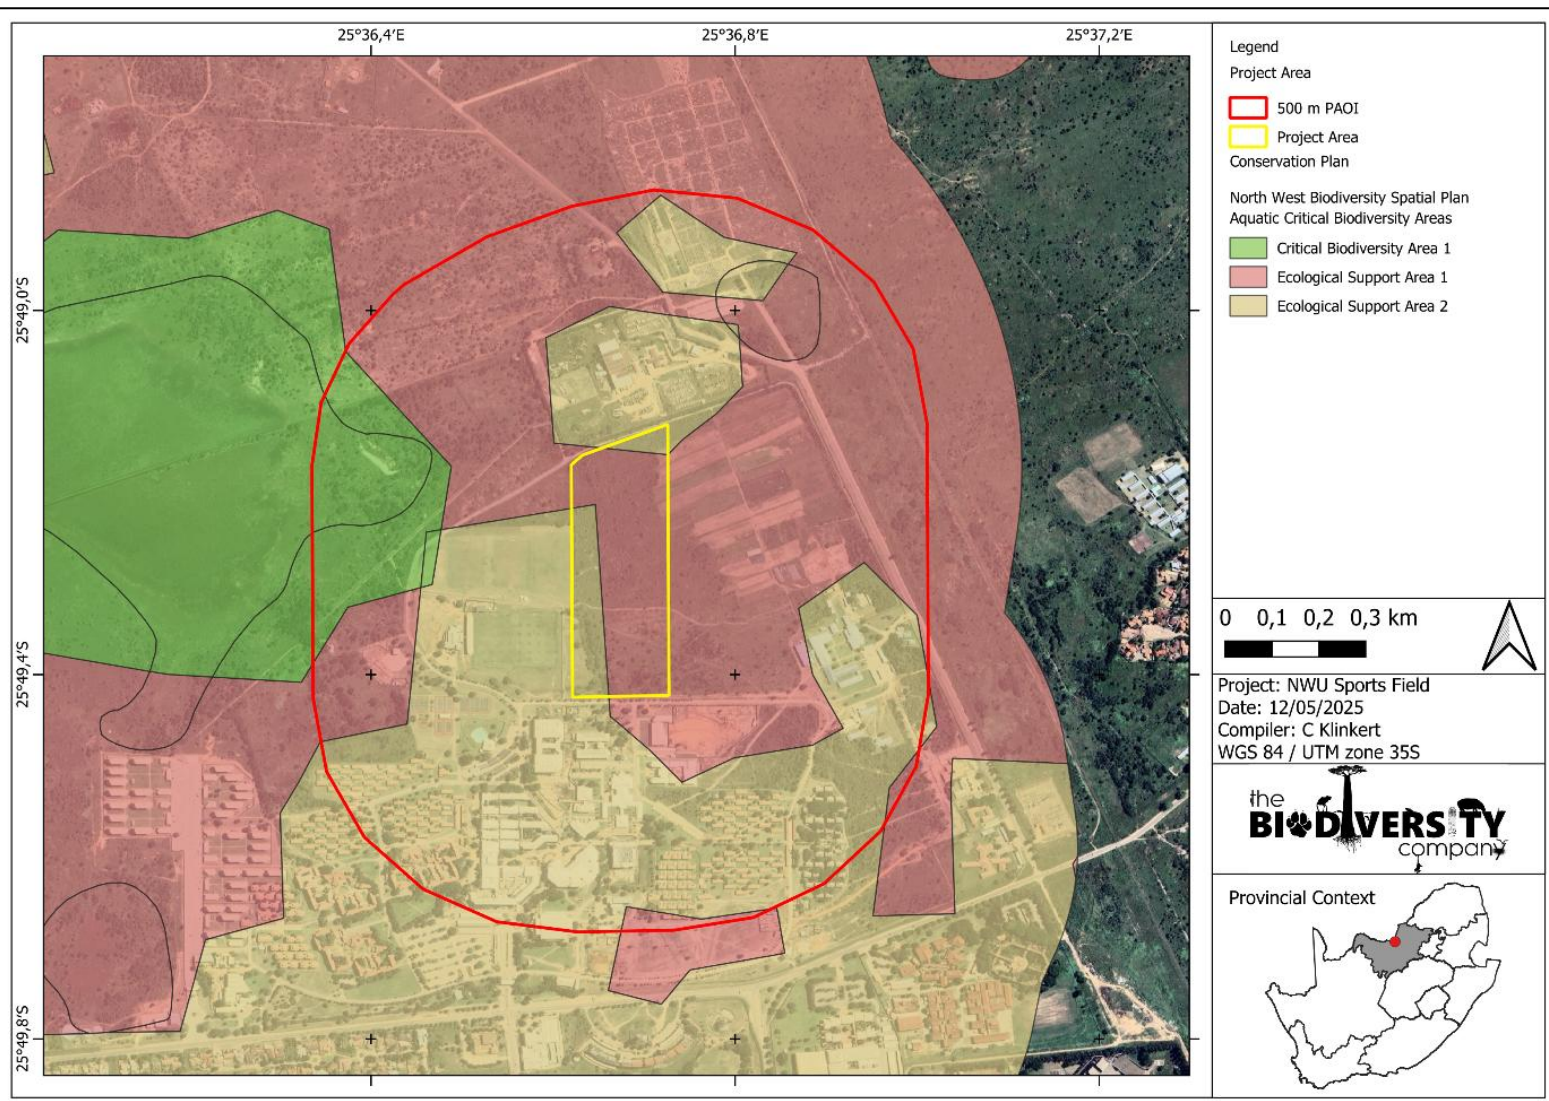 25°36,4′E
25°36,8′E
25°37,2′E
25°49,0′S
25°49,4′S
25°49,8′S
Legend
Project Area
500 m PAOI
Project Area
Conservation Plan
North West Biodiversity Spatial Plan
Aquatic Critical Biodiversity Areas
Critical Biodiversity Area 1
Ecological Support Area 1
Ecological Support Area 2
0 0,1 0,2 0,3 km
Project: NWU Sports Field
Date: 12/05/2025
Compiler: C Klinkert
WGS 84 / UTM zone 35S
the
BIODIVERSITY
company
Provincial Context